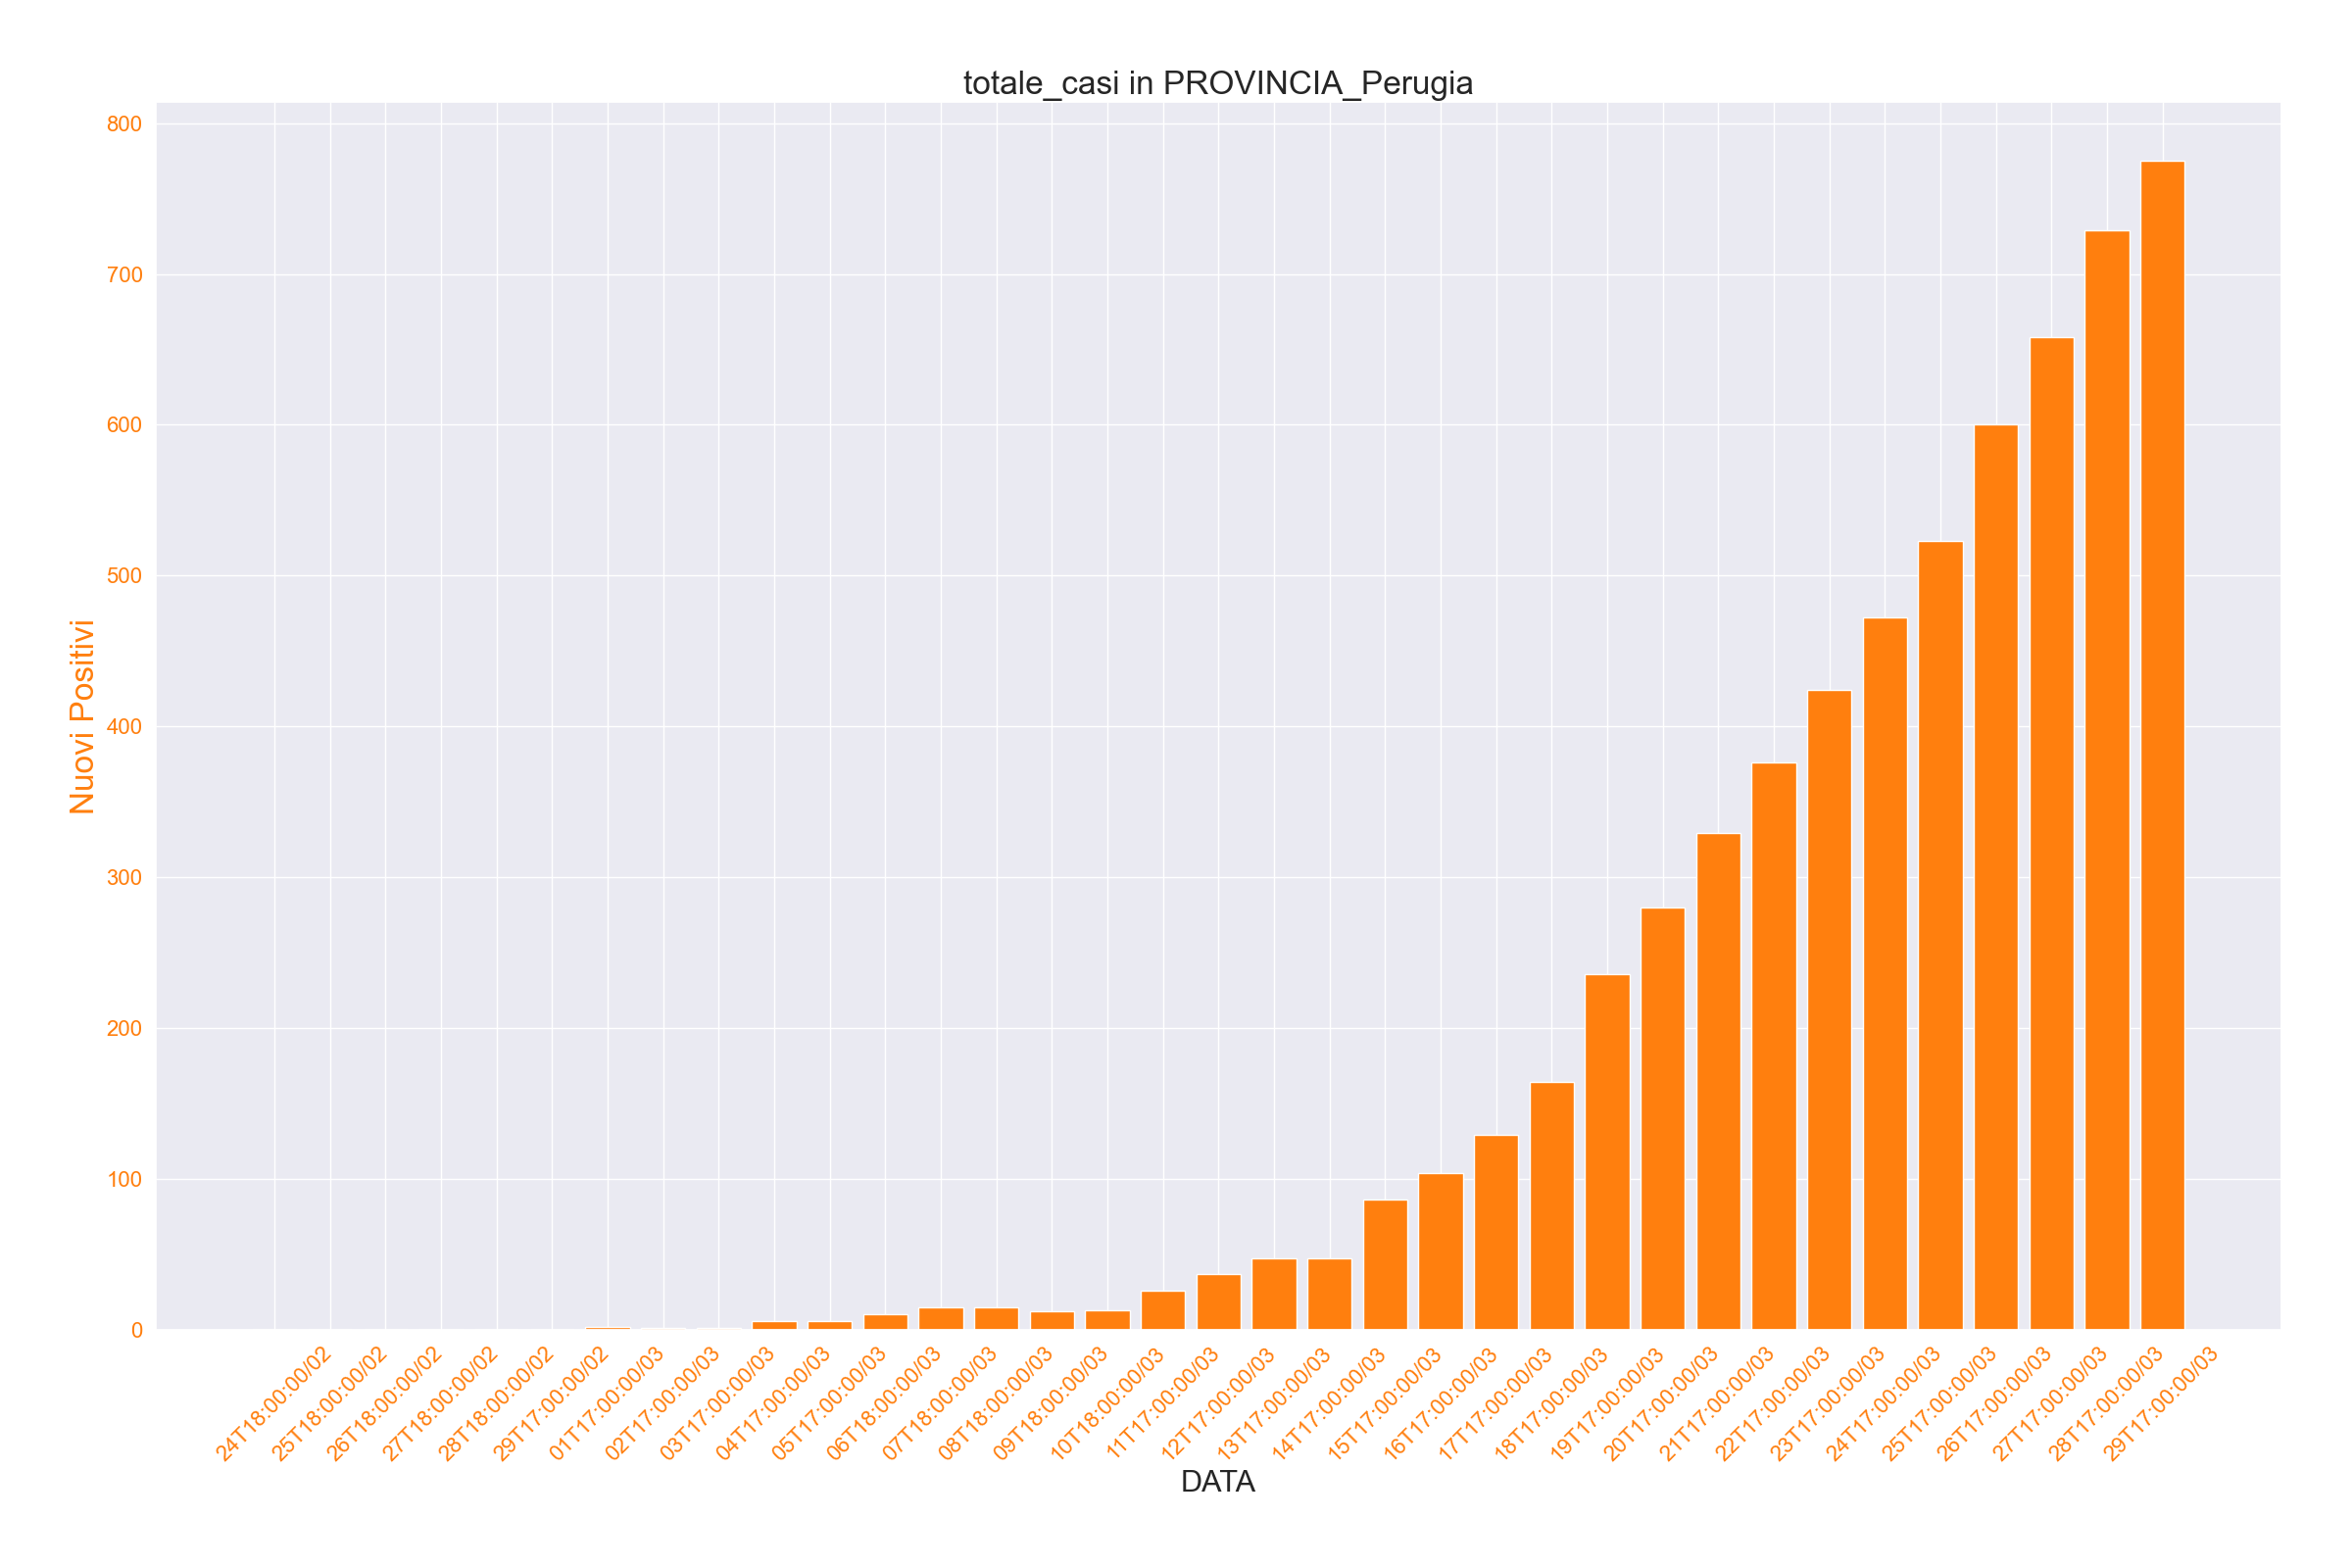 totale_casi in PROVINCIA_Perugia
800
700
600
500
400
300
200
100
0
Nuovi Positivi
24T18:00:00/02
25T18:00:00/02
26T18:00:00/02
27T18:00:00/02
28T18:00:00/02
29T17:00:00/02
01T17:00:00/03
02T17:00:00/03
03T17:00:00/03
04T17:00:00/03
05T17:00:00/03
06T18:00:00/03
07T18:00:00/03
08T18:00:00/03
09T18:00:00/03
10T18:00:00/03
11T17:00:00/03
12T17:00:00/03
13T17:00:00/03
14T17:00:00/03
15T17:00:00/03
16T17:00:00/03
17T17:00:00/03
18T17:00:00/03
19T17:00:00/03
20T17:00:00/03
21T17:00:00/03
22T17:00:00/03
23T17:00:00/03
24T17:00:00/03
25T17:00:00/03
26T17:00:00/03
27T17:00:00/03
28T17:00:00/03
29T17:00:00/03
DATA